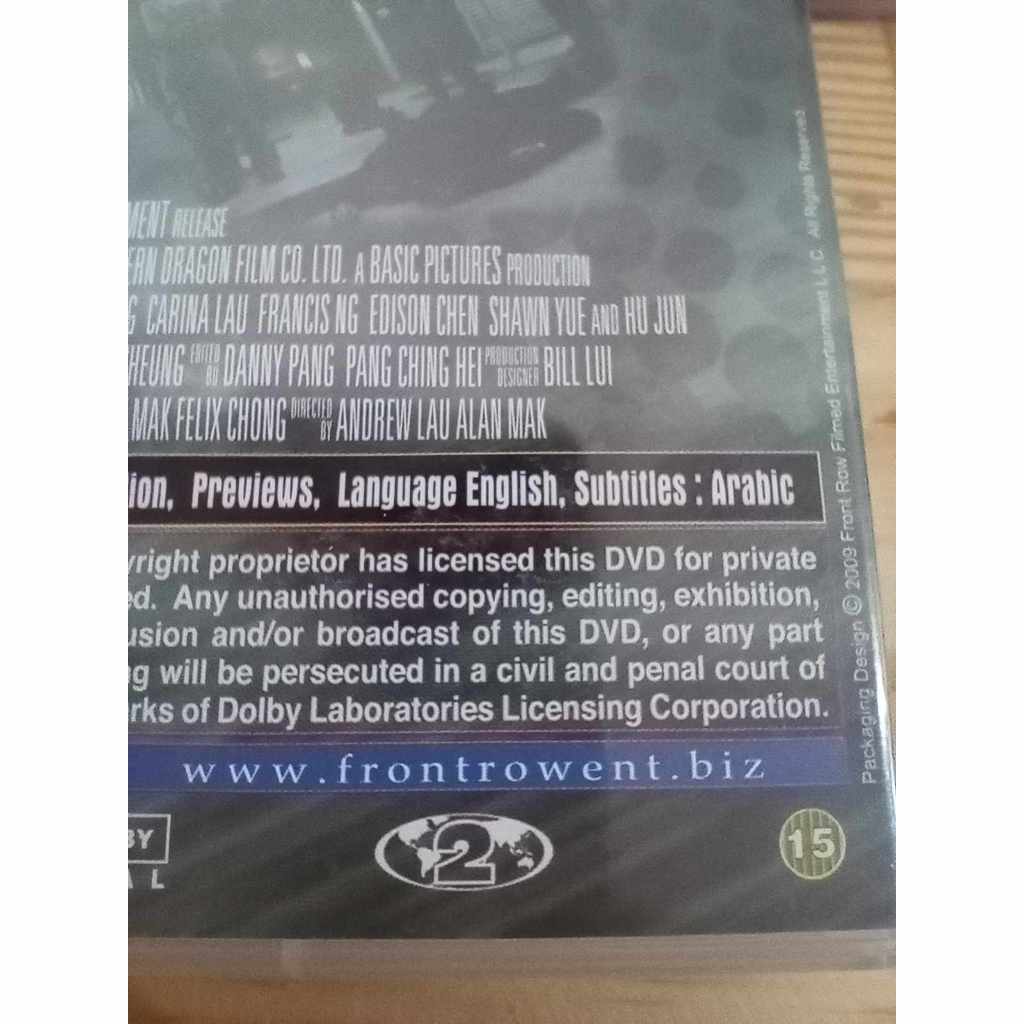 MENT RELEASE
ERN DRAGON FILM CO. LTD. A BASIC PICTURES PRODUCTION
G CARINA LAU FRANCIS NG EDISON CHEN SHAWN YUE AND HU JUN
HEUNG EDITED BY DANNY PANG PANG CHING HEI PRODUCTION DESIGNER BILL LUI
MAK FELIX CHONG DIRECTED BY ANDREW LAU ALAN MAK
ion, Previews, Language English, Subtitles : Arabic
yright proprietór has licensed this DVD for private
ed. Any unauthorised copying, editing, exhibition,
usion and/or broadcast of this DVD, or any part
ng will be persecuted in a civil and penal court of
rks of Dolby Laboratories Licensing Corporation.
www.frontrowent.biz
BY
AL
2
15
Packaging Design © 2009 Front Row Filmed Entertainment L.L.C. All Rights Reserved